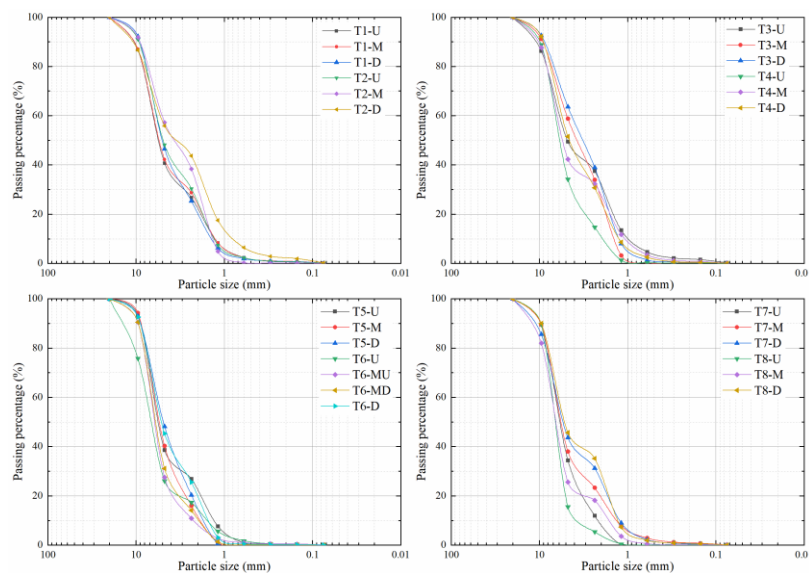 100
80
60
40
20
0
100
10
1
0.1
0.01
Passing percentage (%)
Particle size (mm)
T1-U
T1-M
T1-D
T2-U
T2-M
T2-D
100
80
60
40
20
0
100
10
1
0.1
0.0
Passing percentage (%)
Particle size (mm)
T3-U
T3-M
T3-D
T4-U
T4-M
T4-D
100
80
60
40
20
0
100
10
1
0.1
0.01
Passing percentage (%)
Particle size (mm)
T5-U
T5-M
T5-D
T6-U
T6-MU
T6-MD
T6-D
100
80
60
40
20
0
100
10
1
0.1
0.0
Passing percentage (%)
Particle size (mm)
T7-U
T7-M
T7-D
T8-U
T8-M
T8-D